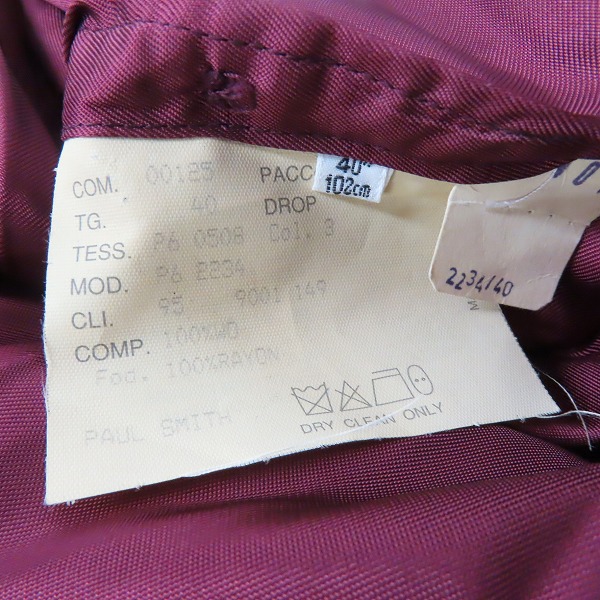 COM. 00125 PACC
TG. 40 DROP
TESS. P6 0508 Col. 3
MOD. P6 2234
CLI. 95 9001 149
COMP. 100%WO
Fod. 100%RAYON
PAUL SMITH
DRY CLEAN ONLY
40"
102cm
2234/40